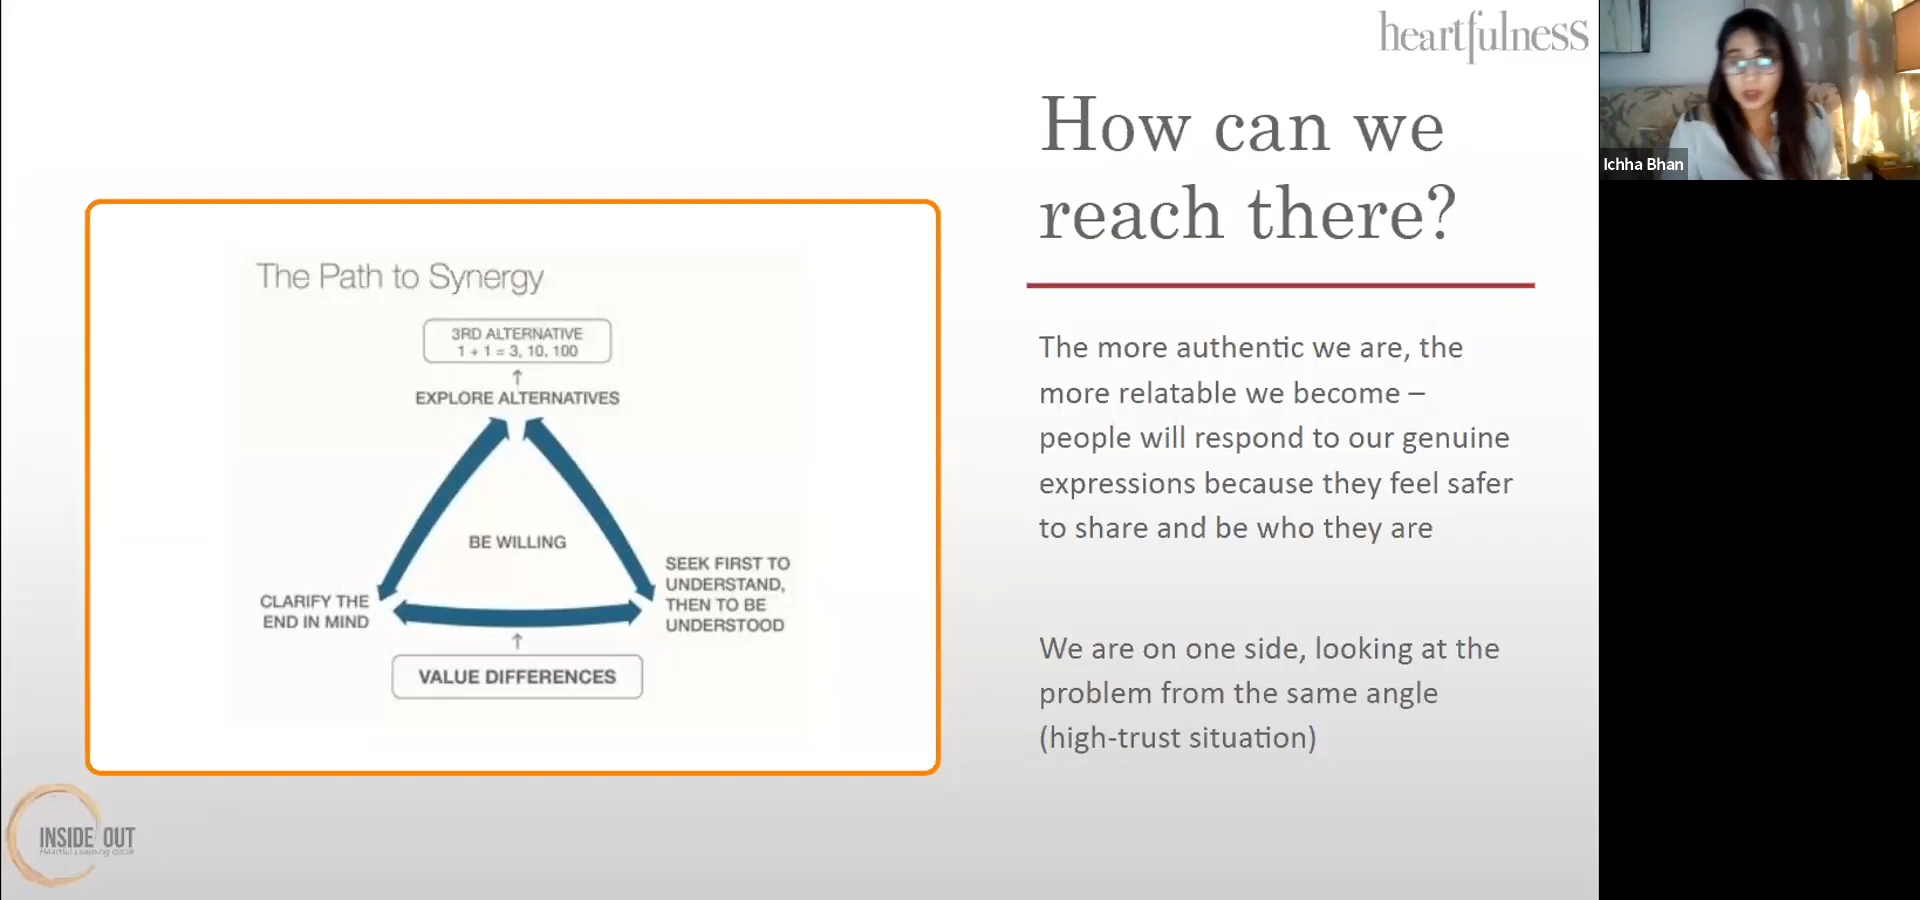 heartfulness
How can we
reach there?
The Path to Synergy
3RD ALTERNATIVE
1 + 1 = 3, 10, 100
EXPLORE ALTERNATIVES
BE WILLING
CLARIFY THE
END IN MIND
SEEK FIRST TO
UNDERSTAND,
THEN TO BE
UNDERSTOOD
VALUE DIFFERENCES
The more authentic we are, the
more relatable we become –
people will respond to our genuine
expressions because they feel safer
to share and be who they are
We are on one side, looking at the
problem from the same angle
(high-trust situation)
INSIDE OUT
Heartful Learning Circle
Ichha Bhan